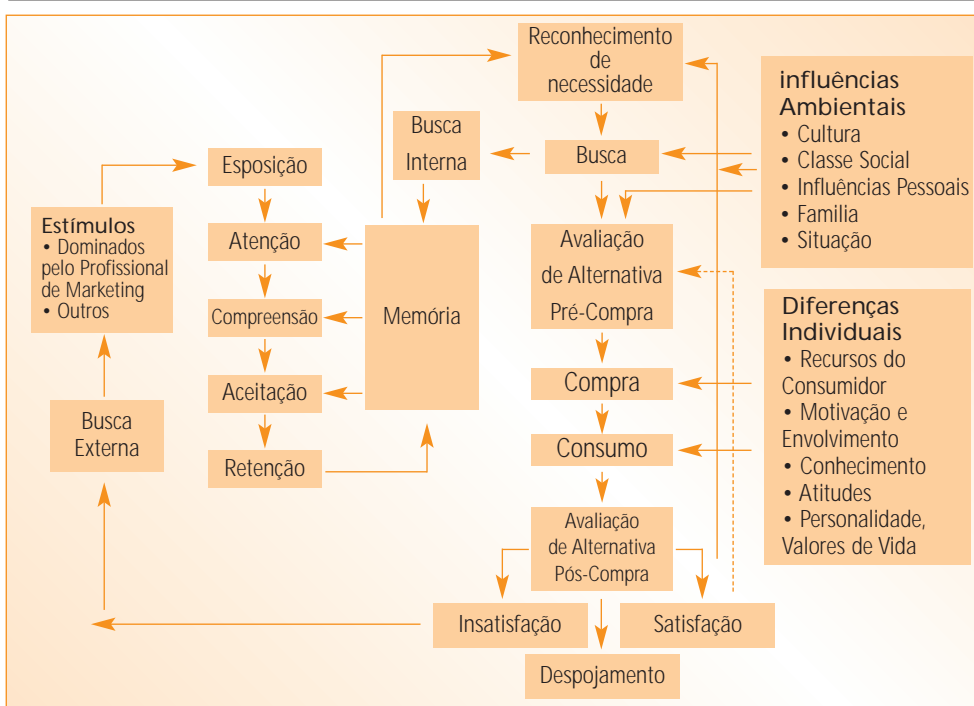 Reconhecimento
de
necessidade
Busca
Interna
Busca
Esposição
Estímulos
• Dominados
pelo Profissional
de Marketing
• Outros
Atenção
Compreensão
Aceitação
Retenção
Memória
Busca
Externa
Avaliação
de Alternativa
Pré-Compra
Compra
Consumo
Avaliação
de Alternativa
Pós-Compra
Insatisfação
Satisfação
Despojamento
influências
Ambientais
• Cultura
• Classe Social
• Influências Pessoais
• Familia
• Situação
Diferenças
Individuais
• Recursos do
Consumidor
• Motivação e
Envolvimento
• Conhecimento
• Atitudes
• Personalidade,
Valores de Vida